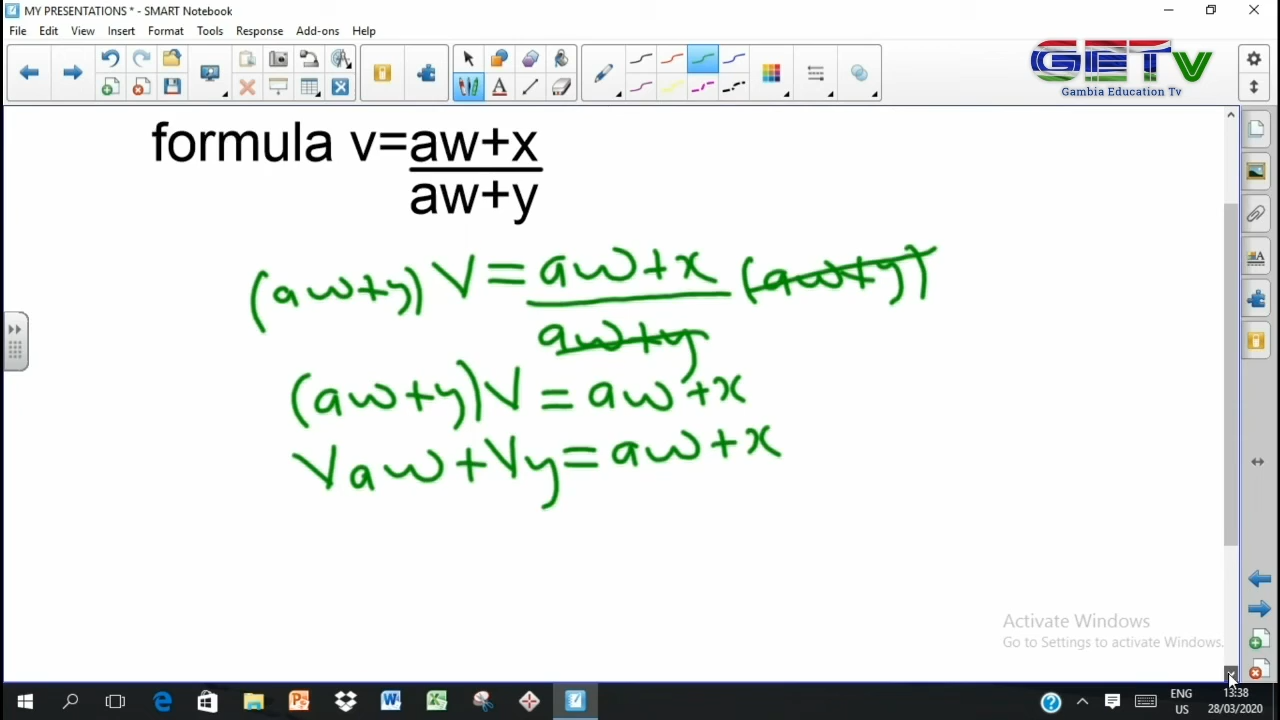 MY PRESENTATIONS * - SMART Notebook
File Edit View Insert Format Tools Response Add-ons Help
GETv
Gambia Education Tv
formula v=aw+x
aw+y
(aw+y) V = aw+x (aw+y)
aw+y
(aw+y)V = aw+x
Vaw+Vy=aw+x
Activate Windows
Go to Settings to activate Windows.
ENG
US
13:38
28/03/2020